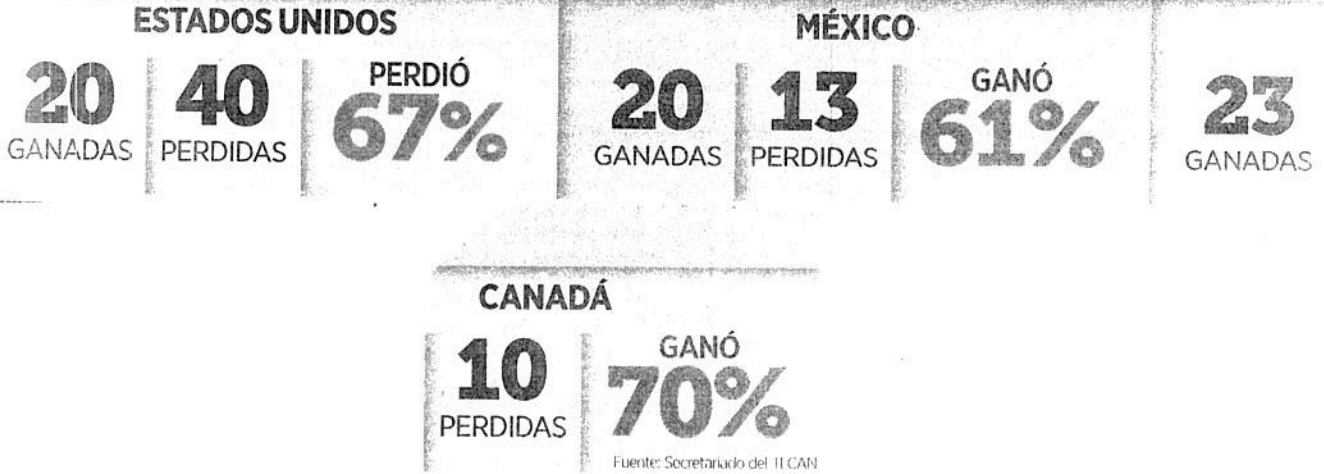 ESTADOS UNIDOS
20
GANADAS
40
PERDIDAS
PERDIÓ
67%
MÉXICO
20
GANADAS
13
PERDIDAS
GANÓ
61%
23
GANADAS
CANADÁ
10
PERDIDAS
GANÓ
70%
Fuente: Secretariado del TLCAN